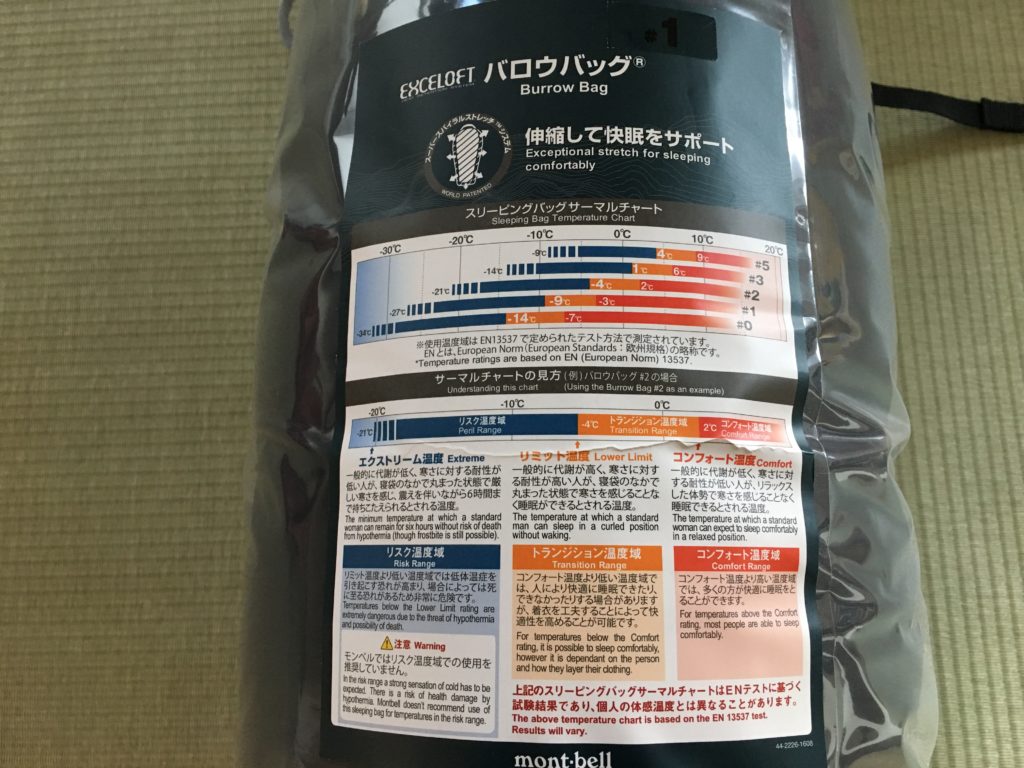 #1
EXCELOFT バロウバッグ®
Burrow Bag
スーパースパイラルストレッチ™システム
WORLD PATENTED
伸縮して快眠をサポート
Exceptional stretch for sleeping
comfortably
スリーピングバッグサーマルチャート
Sleeping Bag Temperature Chart
-30℃ -20℃ -10℃ 0℃ 10℃ 20℃
-9℃ 4℃ 9℃ #5
-14℃ 1℃ 6℃ #3
-21℃ -4℃ 2℃ #2
-27℃ -9℃ -3℃ #1
-34℃ -14℃ -7℃ #0
※使用温度域は EN13537 で定められたテスト方法で測定されています。
ENとは、European Norm(European Standards:欧州規格)の略称です。
*Temperature ratings are based on EN (European Norm) 13537.
サーマルチャートの見方 (例) バロウバッグ #2 の場合
Understanding this chart (Using the Burrow Bag #2 as an example)
-20℃ -10℃ 0℃
-21℃ リスク温度域 -4℃ トランジション温度域 2℃ コンフォート温度域
Peril Range Transition Range Comfort Range
エクストリーム温度 Extreme
一般的に代謝が低く、寒さに対する耐性が
低い人が、寝袋のなかで丸まった状態で厳
しい寒さを感じ、震えを伴いながら6時間ま
で持ちこたえられるとされる温度。
The minimum temperature at which a standard
woman can remain for six hours without risk of death
from hypothermia (though frostbite is still possible).
リミット温度 Lower Limit
一般的に代謝が高く、寒さに対す
る耐性が高い人が、寝袋のなかで
丸まった状態で寒さを感じることな
く睡眠ができるとされる温度。
The temperature at which a standard
man can sleep in a curled position
without waking.
コンフォート温度 Comfort
一般的に代謝が低く、寒さに対する
耐性が低い人が、リラックス
した体勢で寒さを感じることなく
睡眠できるとされる温度。
The temperature at which a standard
woman can expect to sleep comfortably
in a relaxed position.
リスク温度域
Risk Range
リミット温度より低い温度域では低体温症を
引き起こす恐れが高まり、場合によっては死
に至る恐れがあるため非常に危険です。
Temperatures below the Lower Limit rating are
extremely dangerous due to the threat of hypothermia
and possibility of death.
注意 Warning
モンベルではリスク温度域での使用を
推奨していません。
In the risk range a strong sensation of cold has to be
expected. There is a risk of health damage by
hypothermia. Montbell doesn't recommend use of
this sleeping bag for temperatures in the risk range.
トランジション温度域
Transition Range
コンフォート温度より低い温度域で
は、人により快適に睡眠できたり、
できなかったりする場合があります
が、着衣を工夫することによって快
適性を高めることが可能です。
For temperatures below the Comfort
rating, it is possible to sleep comfortably,
however it is dependant on the person
and how they layer their clothing.
コンフォート温度域
Comfort Range
コンフォート温度より高い温度域
では、多くの方が快適に睡眠をと
ることができます。
For temperatures above the Comfort
rating, most people are able to sleep
comfortably.
上記のスリーピングバッグサーマルチャートはENテストに基づく
試験結果であり、個人の体感温度とは異なることがあります。
The above temperature chart is based on the EN 13537 test.
Results will vary.
44-2226-1608
mont-bell